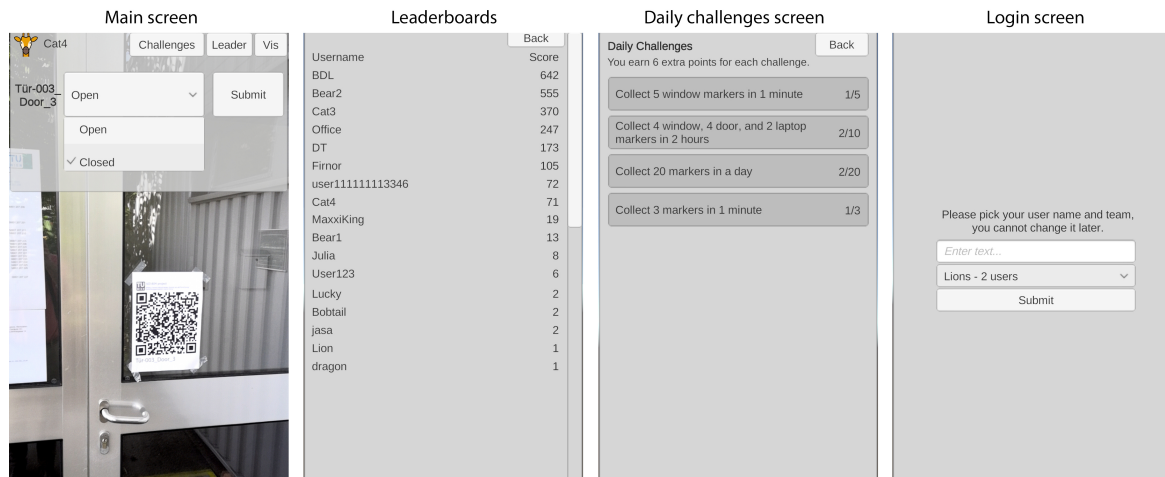 Main screen
Cat4
Challenges
Leader
Vis
Tür-003_
Door_3
Open
Submit
Open
Closed
Tür-003_Door_3
Leaderboards
Back
Username Score
BDL 642
Bear2 555
Cat3 370
Office 247
DT 173
Firnor 105
user111111113346 72
Cat4 71
MaxxiKing 19
Bear1 13
Julia 8
User123 6
Lucky 2
Bobtail 2
jasa 2
Lion 1
dragon 1
Daily challenges screen
Daily Challenges
Back
You earn 6 extra points for each challenge.
Collect 5 window markers in 1 minute 1/5
Collect 4 window, 4 door, and 2 laptop
markers in 2 hours 2/10
Collect 20 markers in a day 2/20
Collect 3 markers in 1 minute 1/3
Login screen
Please pick your user name and team,
you cannot change it later.
Enter text...
Lions - 2 users
Submit